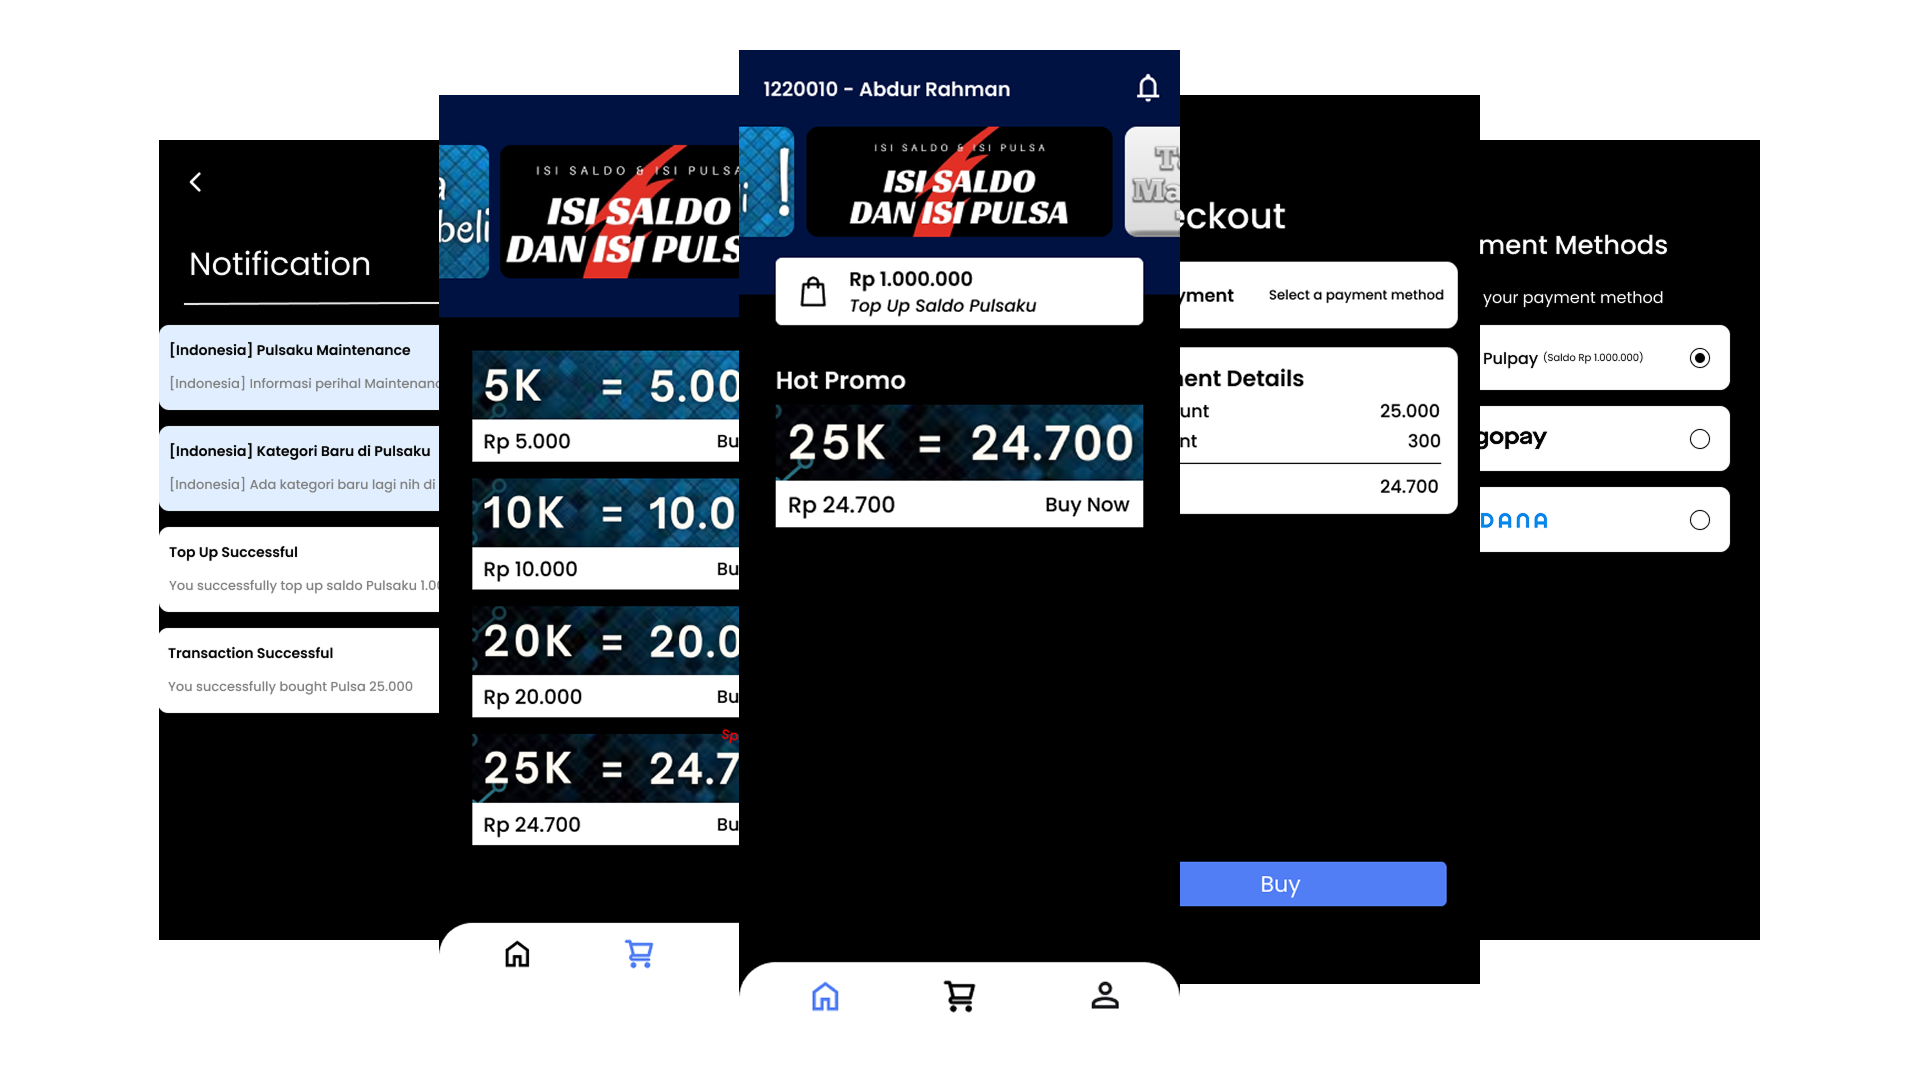 Notification
[Indonesia] Pulsaku Maintenance
[Indonesia] Informasi perihal
[Indonesia] Kategori Baru di Pulsaku
[Indonesia] Ada kategori baru lagi nih di
Top Up Successful
You successfully top up saldo Pulsaku 1.00
Transaction Successful
You successfully bought Pulsa 25.000
beli
ISI SALDO & ISI PULSA
ISI SALDO
DAN ISI PULS
5K = 5.00
Rp 5.000 Bu
10K = 10.0
Rp 10.000 Bu
20K = 20.0
Rp 20.000 Bu
Sp
25K = 24.7
Rp 24.700 Bu
1220010 - Abdur Rahman
i !
ISI SALDO & ISI PULSA
ISI SALDO
DAN ISI PULSA
Ma
Rp 1.000.000
Top Up Saldo Pulsaku
Hot Promo
25K = 24.700
Rp 24.700 Buy Now
eckout
yment Select a payment method
ent Details
unt 25.000
nt 300
24.700
Buy
ment Methods
your payment method
Pulpay (Saldo Rp 1.000.000)
gopay
DANA